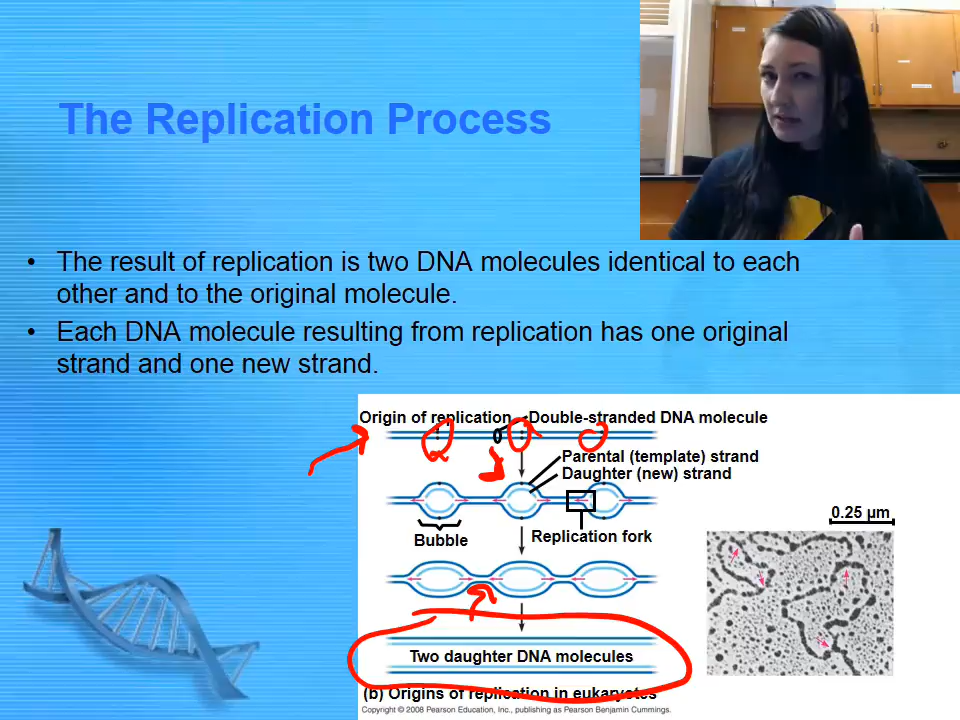 The Replication Process
• The result of replication is two DNA molecules identical to each
other and to the original molecule.
• Each DNA molecule resulting from replication has one original
strand and one new strand.
Origin of replication
Double-stranded DNA molecule
Parental (template) strand
Daughter (new) strand
Bubble
Replication fork
0.25 µm
Two daughter DNA molecules
(b) Origins of replication in eukaryotes
Copyright © 2008 Pearson Education, Inc., publishing as Pearson Benjamin Cummings.